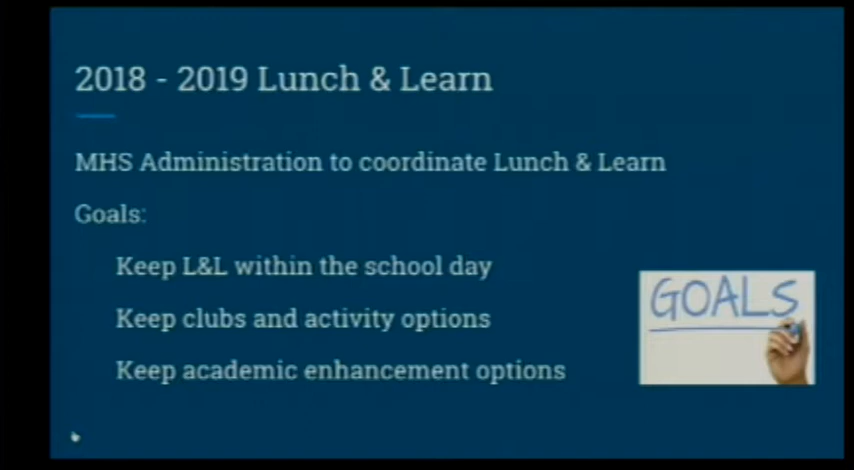 2018 - 2019 Lunch & Learn
MHS Administration to coordinate Lunch & Learn
Goals:
Keep L&L within the school day
Keep clubs and activity options
GOALS
Keep academic enhancement options